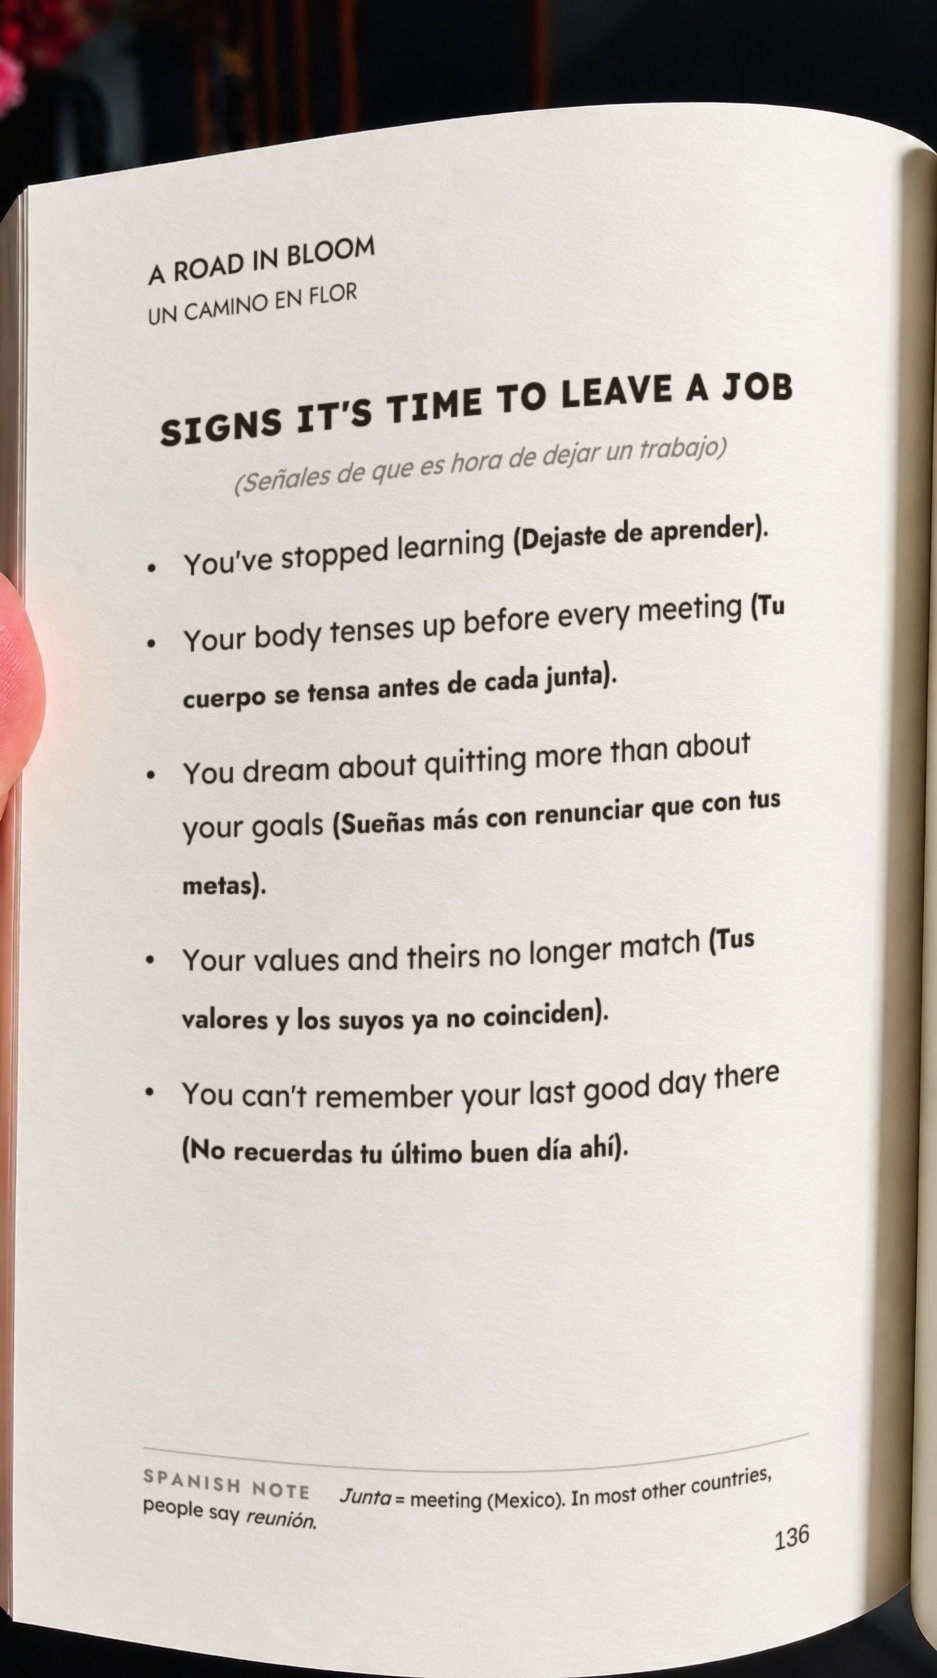 A ROAD IN BLOOM
UN CAMINO EN FLOR
SIGNS IT'S TIME TO LEAVE A JOB
(Señales de que es hora de dejar un trabajo)
• You've stopped learning (Dejaste de aprender).
• Your body tenses up before every meeting (Tu
cuerpo se tensa antes de cada junta).
• You dream about quitting more than about
your goals (Sueñas más con renunciar que con tus
metas).
• Your values and theirs no longer match (Tus
valores y los suyos ya no coinciden).
• You can't remember your last good day there
(No recuerdas tu último buen día ahí).
SPANISH NOTE Junta = meeting (Mexico). In most other countries,
people say reunión.
136